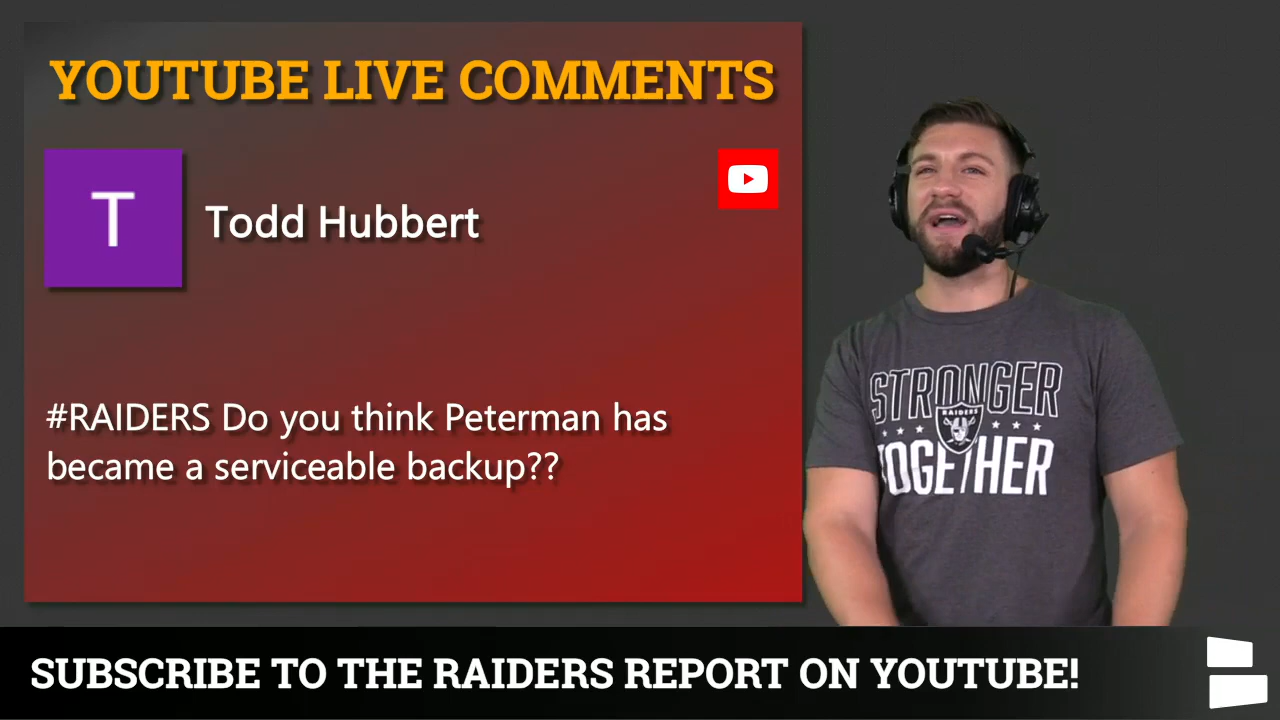 YOUTUBE LIVE COMMENTS
T
Todd Hubbert
#RAIDERS Do you think Peterman has
became a serviceable backup??
STRONGER
RAIDERS
TOGETHER
SUBSCRIBE TO THE RAIDERS REPORT ON YOUTUBE!